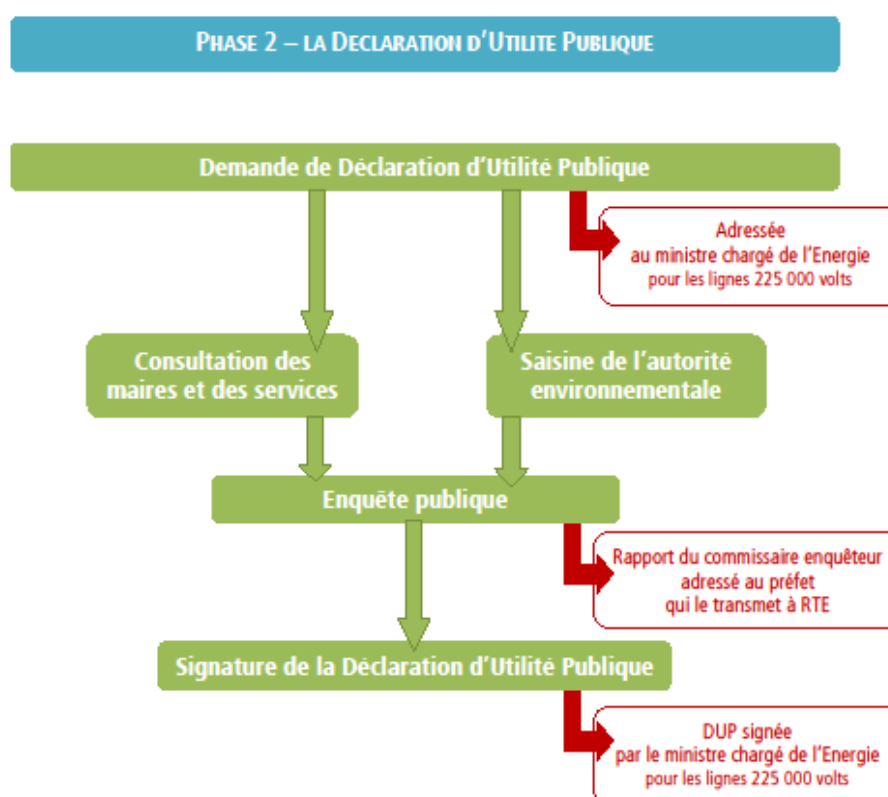 PHASE 2 – LA DECLARATION D'UTILITE PUBLIQUE
Demande de Déclaration d'Utilité Publique
Adressée
au ministre chargé de l'Energie
pour les lignes 225 000 volts
Consultation des
maires et des services
Saisine de l'autorité
environnementale
Enquête publique
Rapport du commissaire enquêteur
adressé au préfet
qui le transmet à RTE
Signature de la Déclaration d'Utilité Publique
DUP signée
par le ministre chargé de l'Energie
pour les lignes 225 000 volts